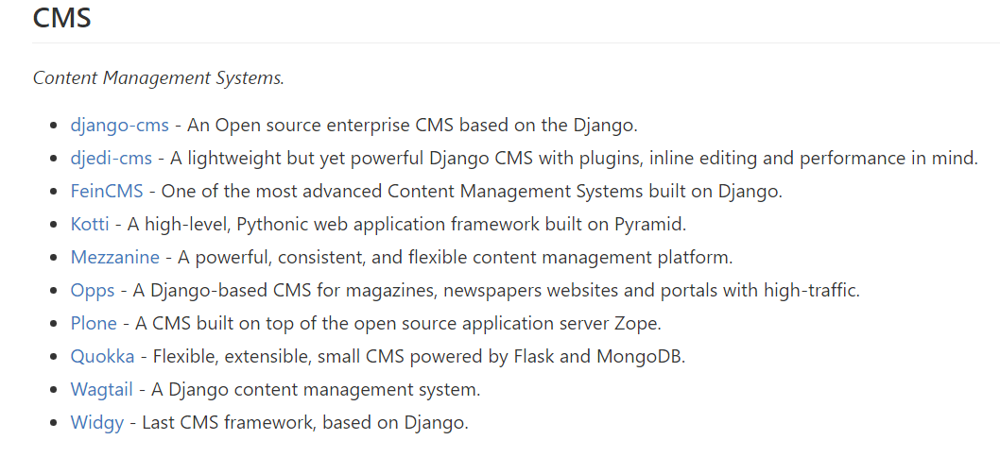 CMS
Content Management Systems.
django-cms - An Open source enterprise CMS based on the Django.
djedi-cms - A lightweight but yet powerful Django CMS with plugins, inline editing and performance in mind.
FeinCMS - One of the most advanced Content Management Systems built on Django.
Kotti - A high-level, Pythonic web application framework built on Pyramid.
Mezzanine - A powerful, consistent, and flexible content management platform.
Opps - A Django-based CMS for magazines, newspapers websites and portals with high-traffic.
Plone - A CMS built on top of the open source application server Zope.
Quokka - Flexible, extensible, small CMS powered by Flask and MongoDB.
Wagtail - A Django content management system.
Widgy - Last CMS framework, based on Django.